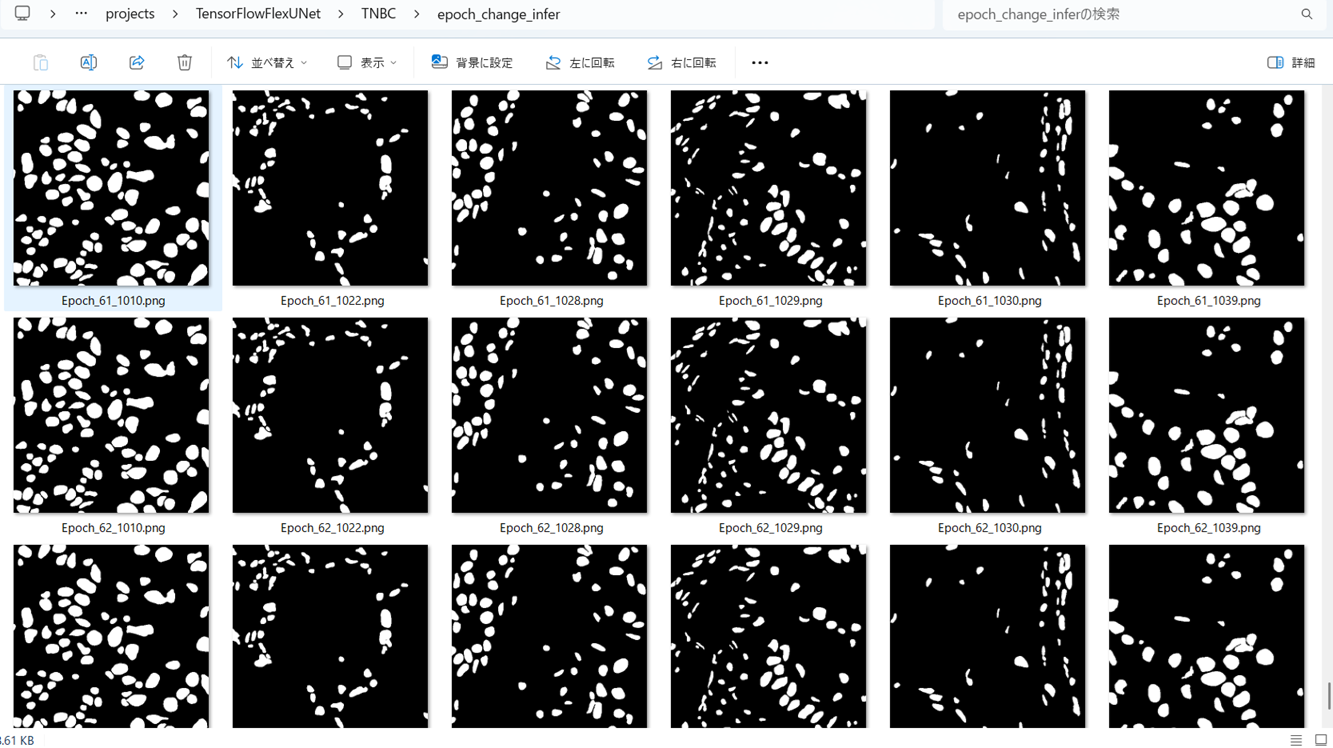 … projects TensorFlowFlexUNet TNBC epoch_change_infer epoch_change_inferの検索
並べ替え 表示 背景に設定 左に回転 右に回転 … 詳細
Epoch_61_1010.png Epoch_61_1022.png Epoch_61_1028.png Epoch_61_1029.png Epoch_61_1030.png Epoch_61_1039.png
Epoch_62_1010.png Epoch_62_1022.png Epoch_62_1028.png Epoch_62_1029.png Epoch_62_1030.png Epoch_62_1039.png
.61 KB